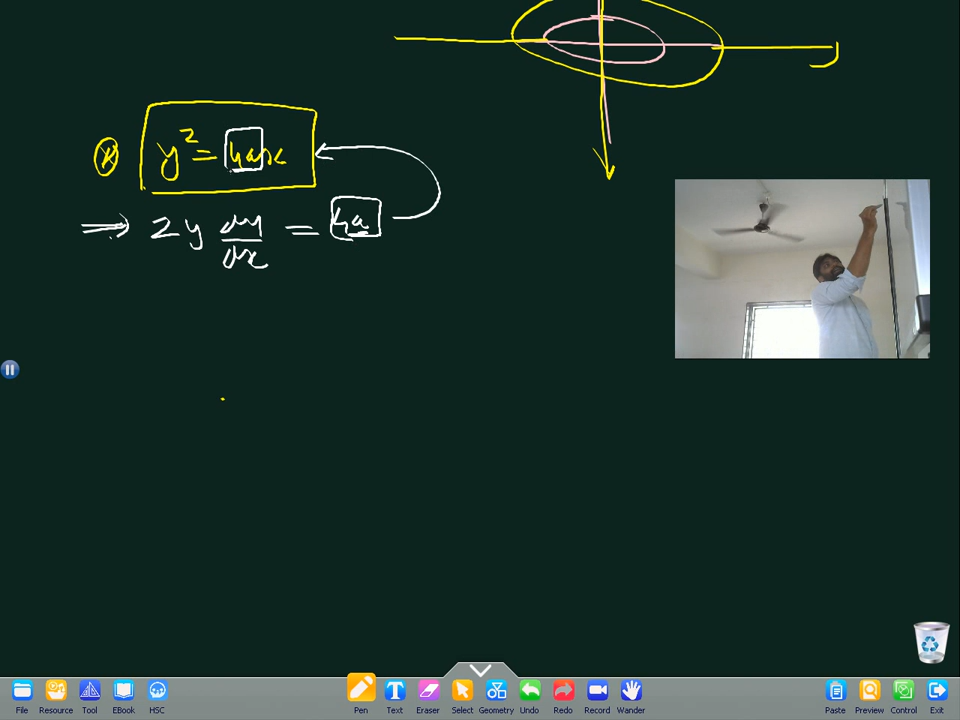 y
Ⓧ y² = 4ax
⇒ 2y dy/dx = 4a
File Resource Tool EBook HSC Pen Text Eraser Select Geometry Undo Redo Record Wander Paste Preview Control Exit